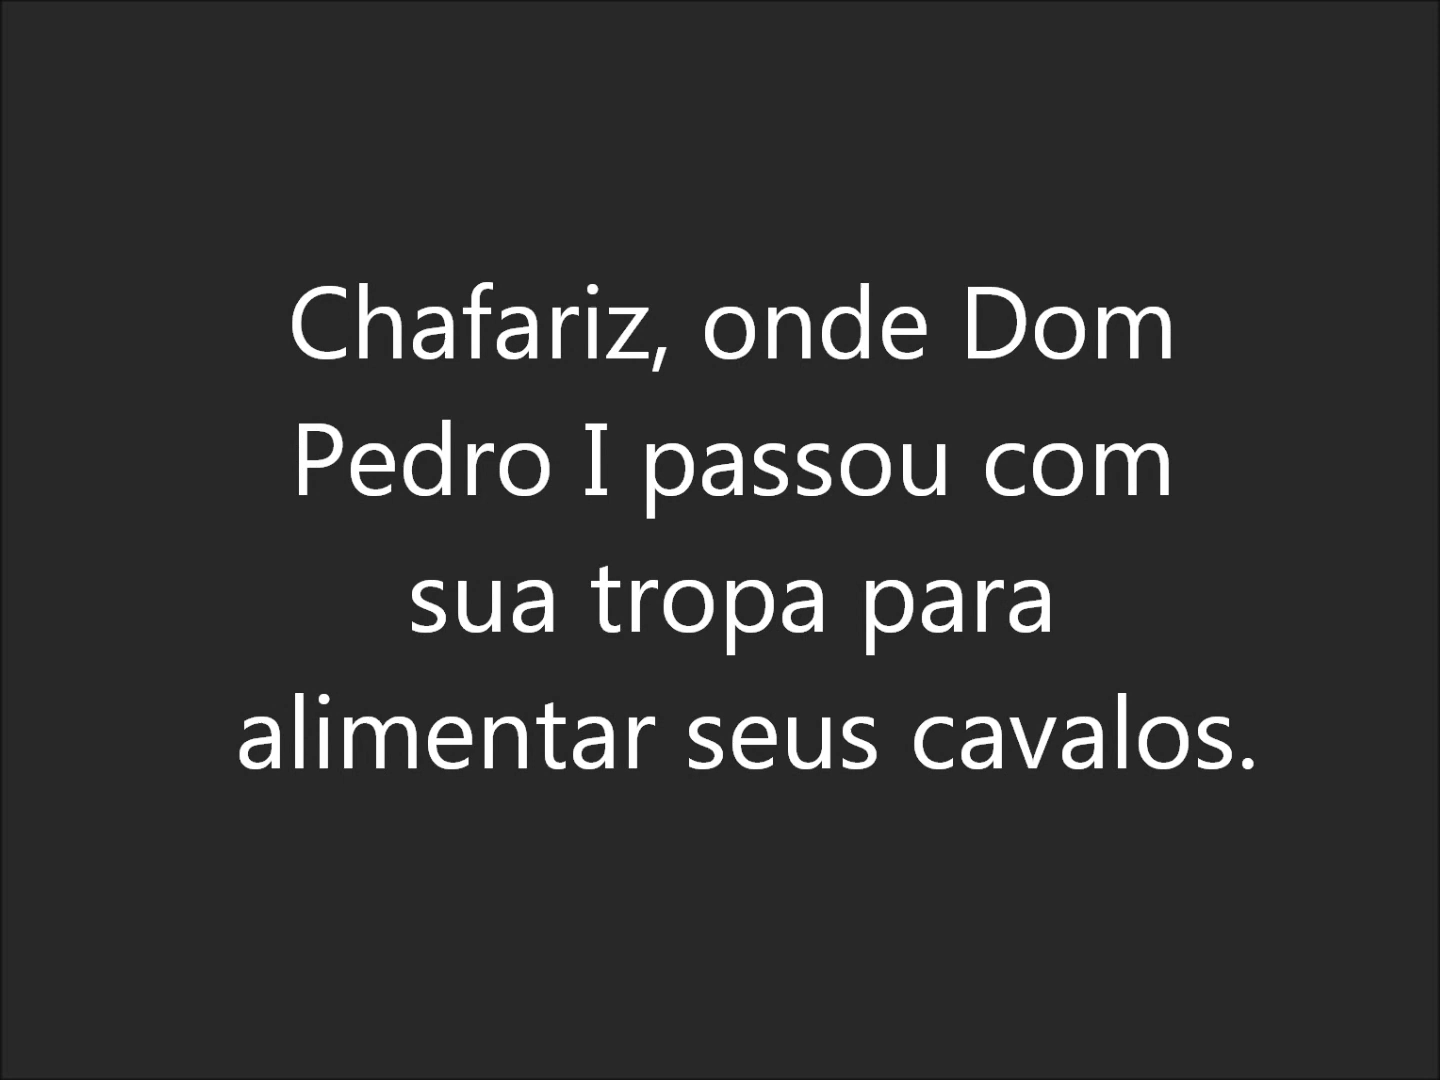 Chafariz, onde Dom
Pedro I passou com
sua tropa para
alimentar seus cavalos.